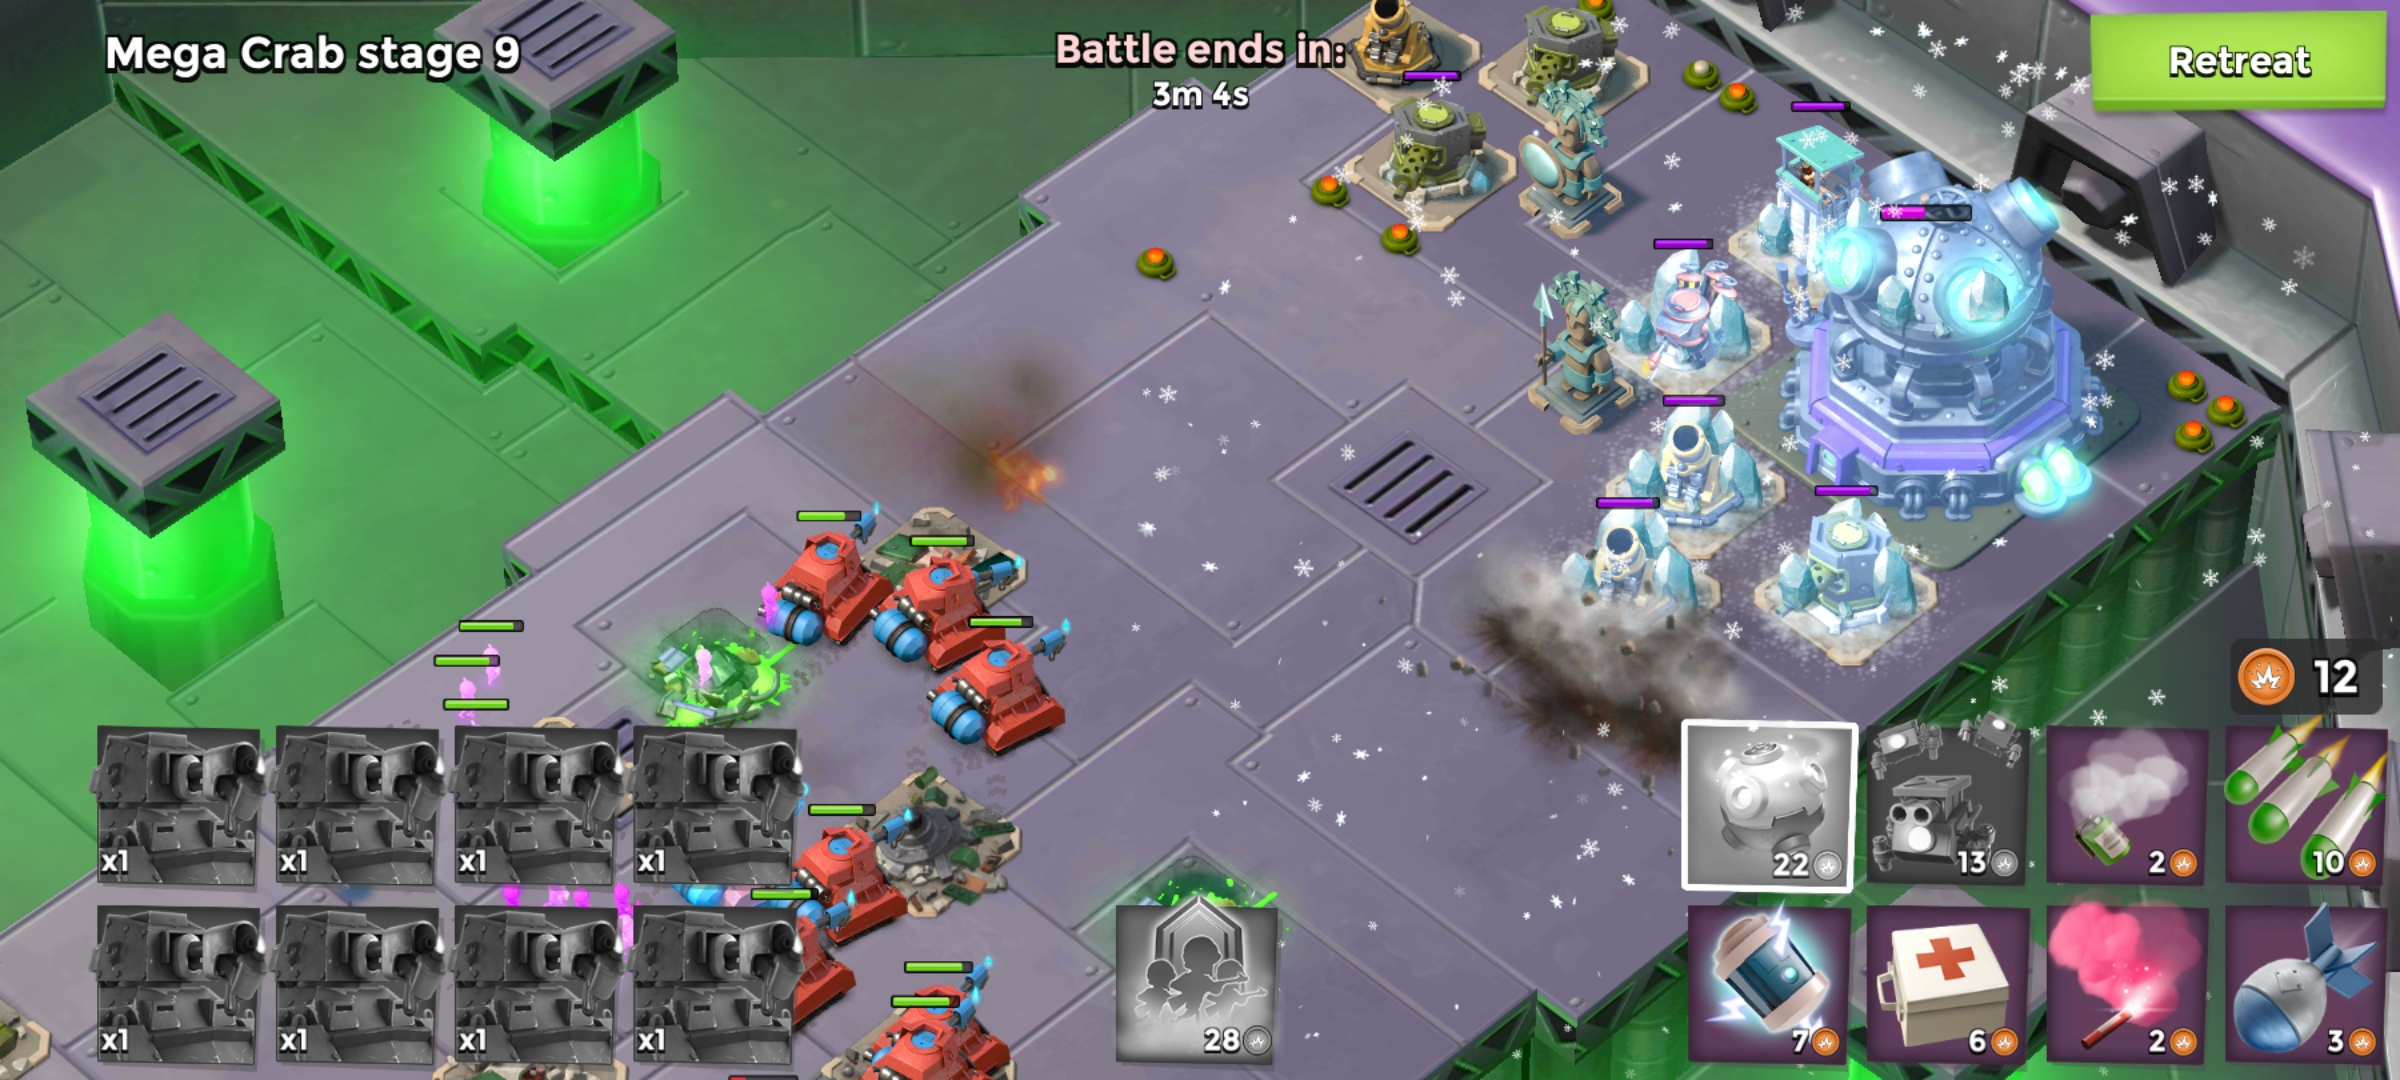 Mega Crab stage 9
Battle ends in:
3m 4s
Retreat
12
x1
x1
x1
x1
22
13
2
10
x1
x1
x1
x1
28
7
6
2
3